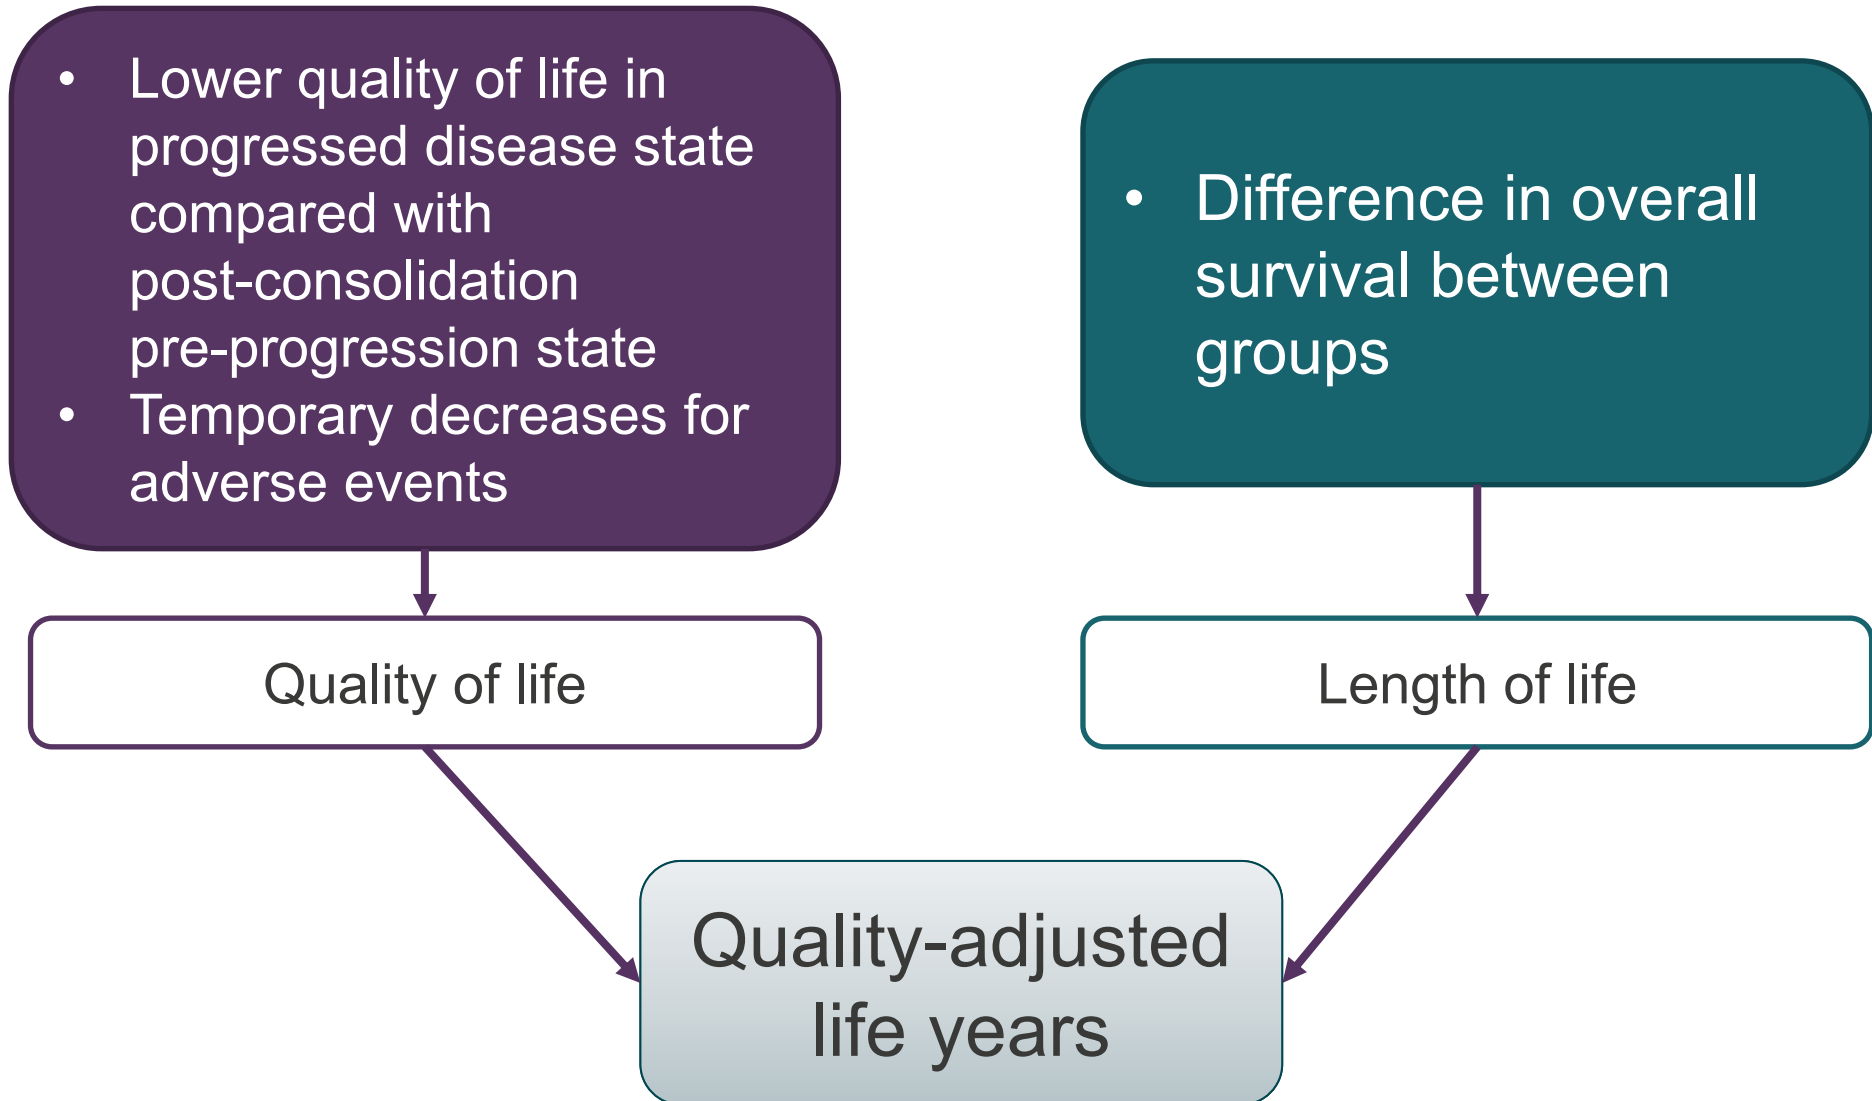 • Lower quality of life in
progressed disease state
compared with
post-consolidation
pre-progression state
• Temporary decreases for
adverse events
• Difference in overall
survival between
groups
Quality of life
Length of life
Quality-adjusted
life years